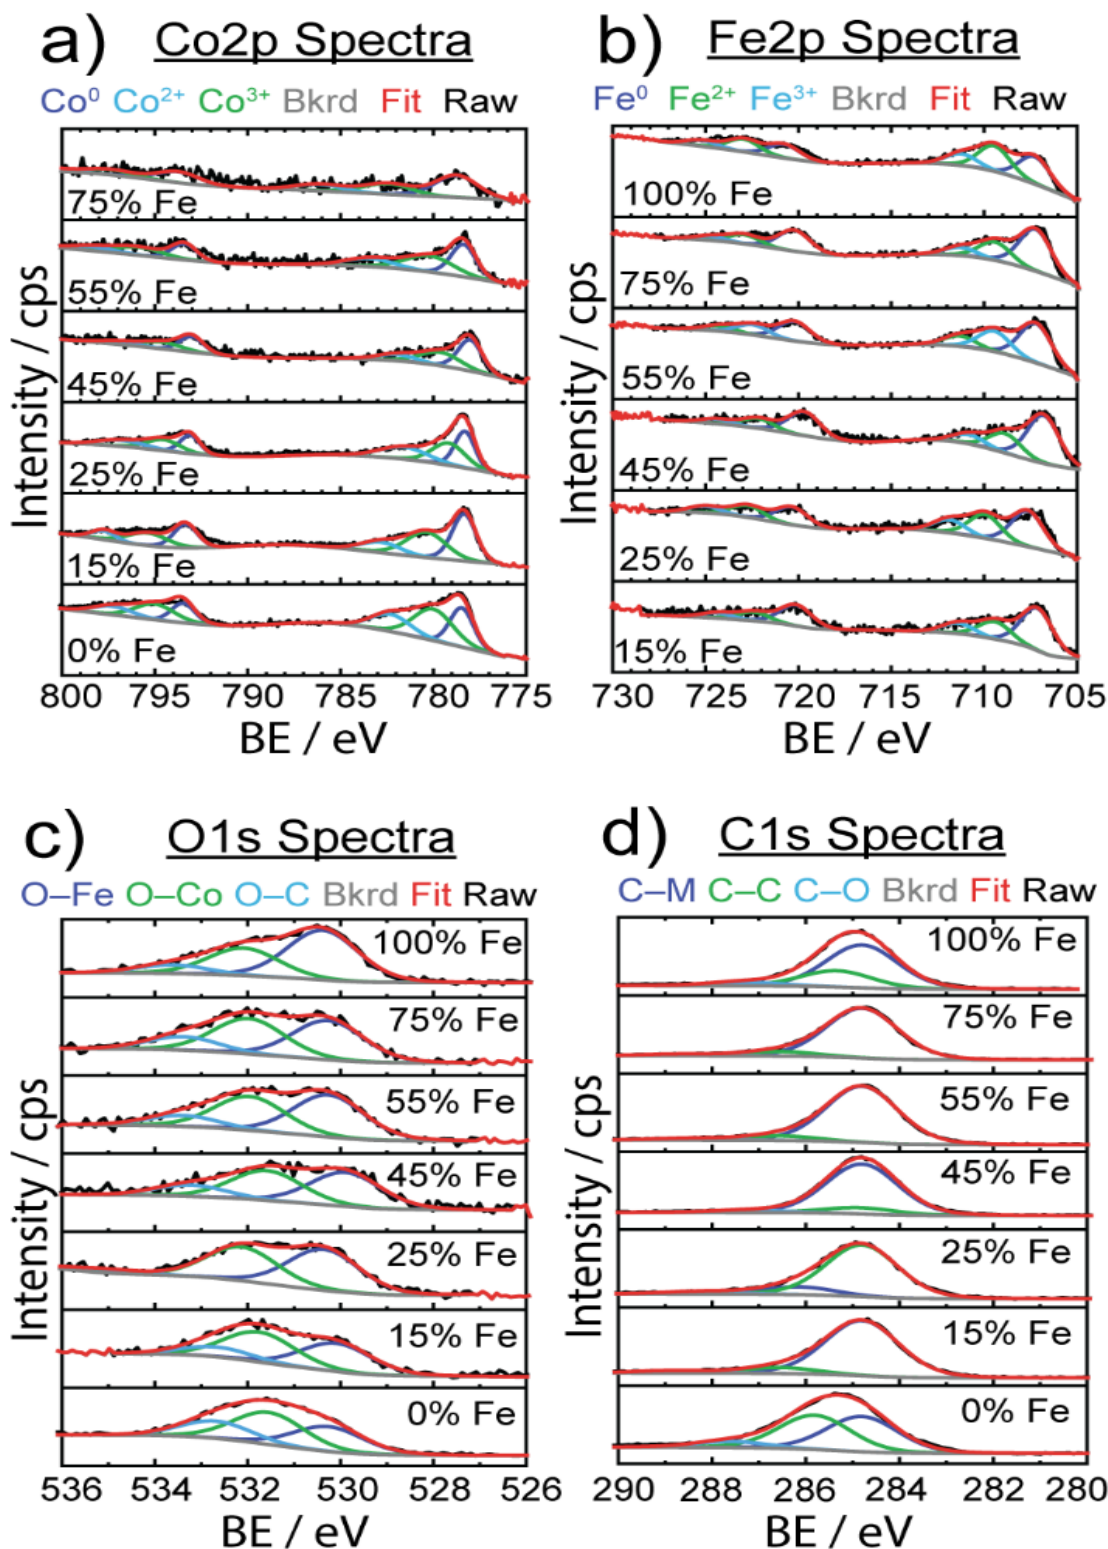 a) Co2p Spectra
Co⁰ Co²⁺ Co³⁺ Bkrd Fit Raw
75% Fe
55% Fe
45% Fe
25% Fe
15% Fe
0% Fe
Intensity / cps
800 795 790 785 780 775
BE / eV
b) Fe2p Spectra
Fe⁰ Fe²⁺ Fe³⁺ Bkrd Fit Raw
100% Fe
75% Fe
55% Fe
45% Fe
25% Fe
15% Fe
Intensity / cps
730 725 720 715 710 705
BE / eV
c) O1s Spectra
O–Fe O–Co O–C Bkrd Fit Raw
100% Fe
75% Fe
55% Fe
45% Fe
25% Fe
15% Fe
0% Fe
Intensity / cps
536 534 532 530 528 526
BE / eV
d) C1s Spectra
C–M C–C C–O Bkrd Fit Raw
100% Fe
75% Fe
55% Fe
45% Fe
25% Fe
15% Fe
0% Fe
Intensity / cps
290 288 286 284 282 280
BE / eV